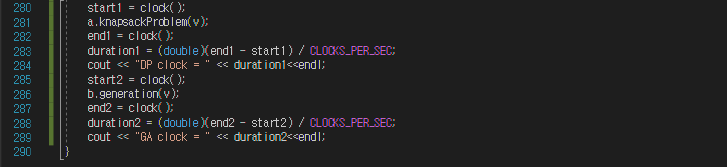 280 start1 = clock();
281 a.knapsackProblem(v);
282 end1 = clock();
283 duration1 = (double)(end1 - start1) / CLOCKS_PER_SEC;
284 cout << "DP clock = " << duration1<<endl;
285 start2 = clock();
286 b.generation(v);
287 end2 = clock();
288 duration2 = (double)(end2 - start2) / CLOCKS_PER_SEC;
289 cout << "GA clock = " << duration2<<endl;
290 }